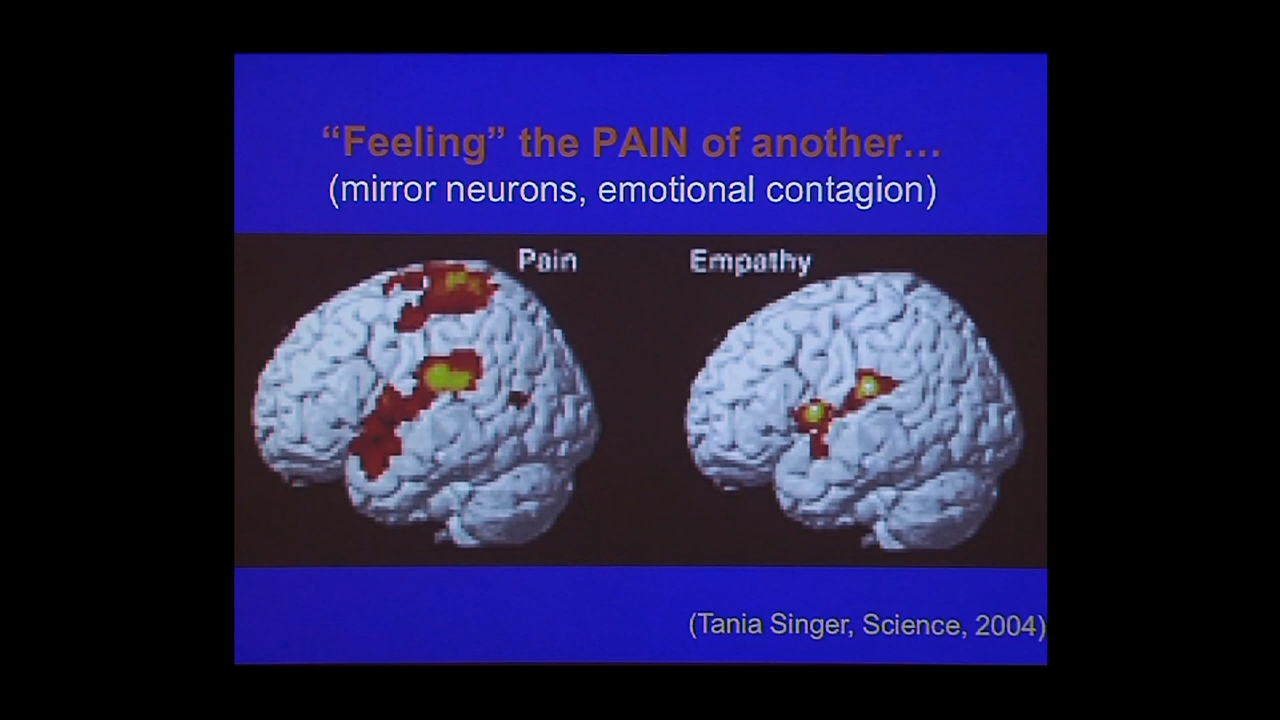 “Feeling” the PAIN of another…
(mirror neurons, emotional contagion)
Pain
Empathy
(Tania Singer, Science, 2004)